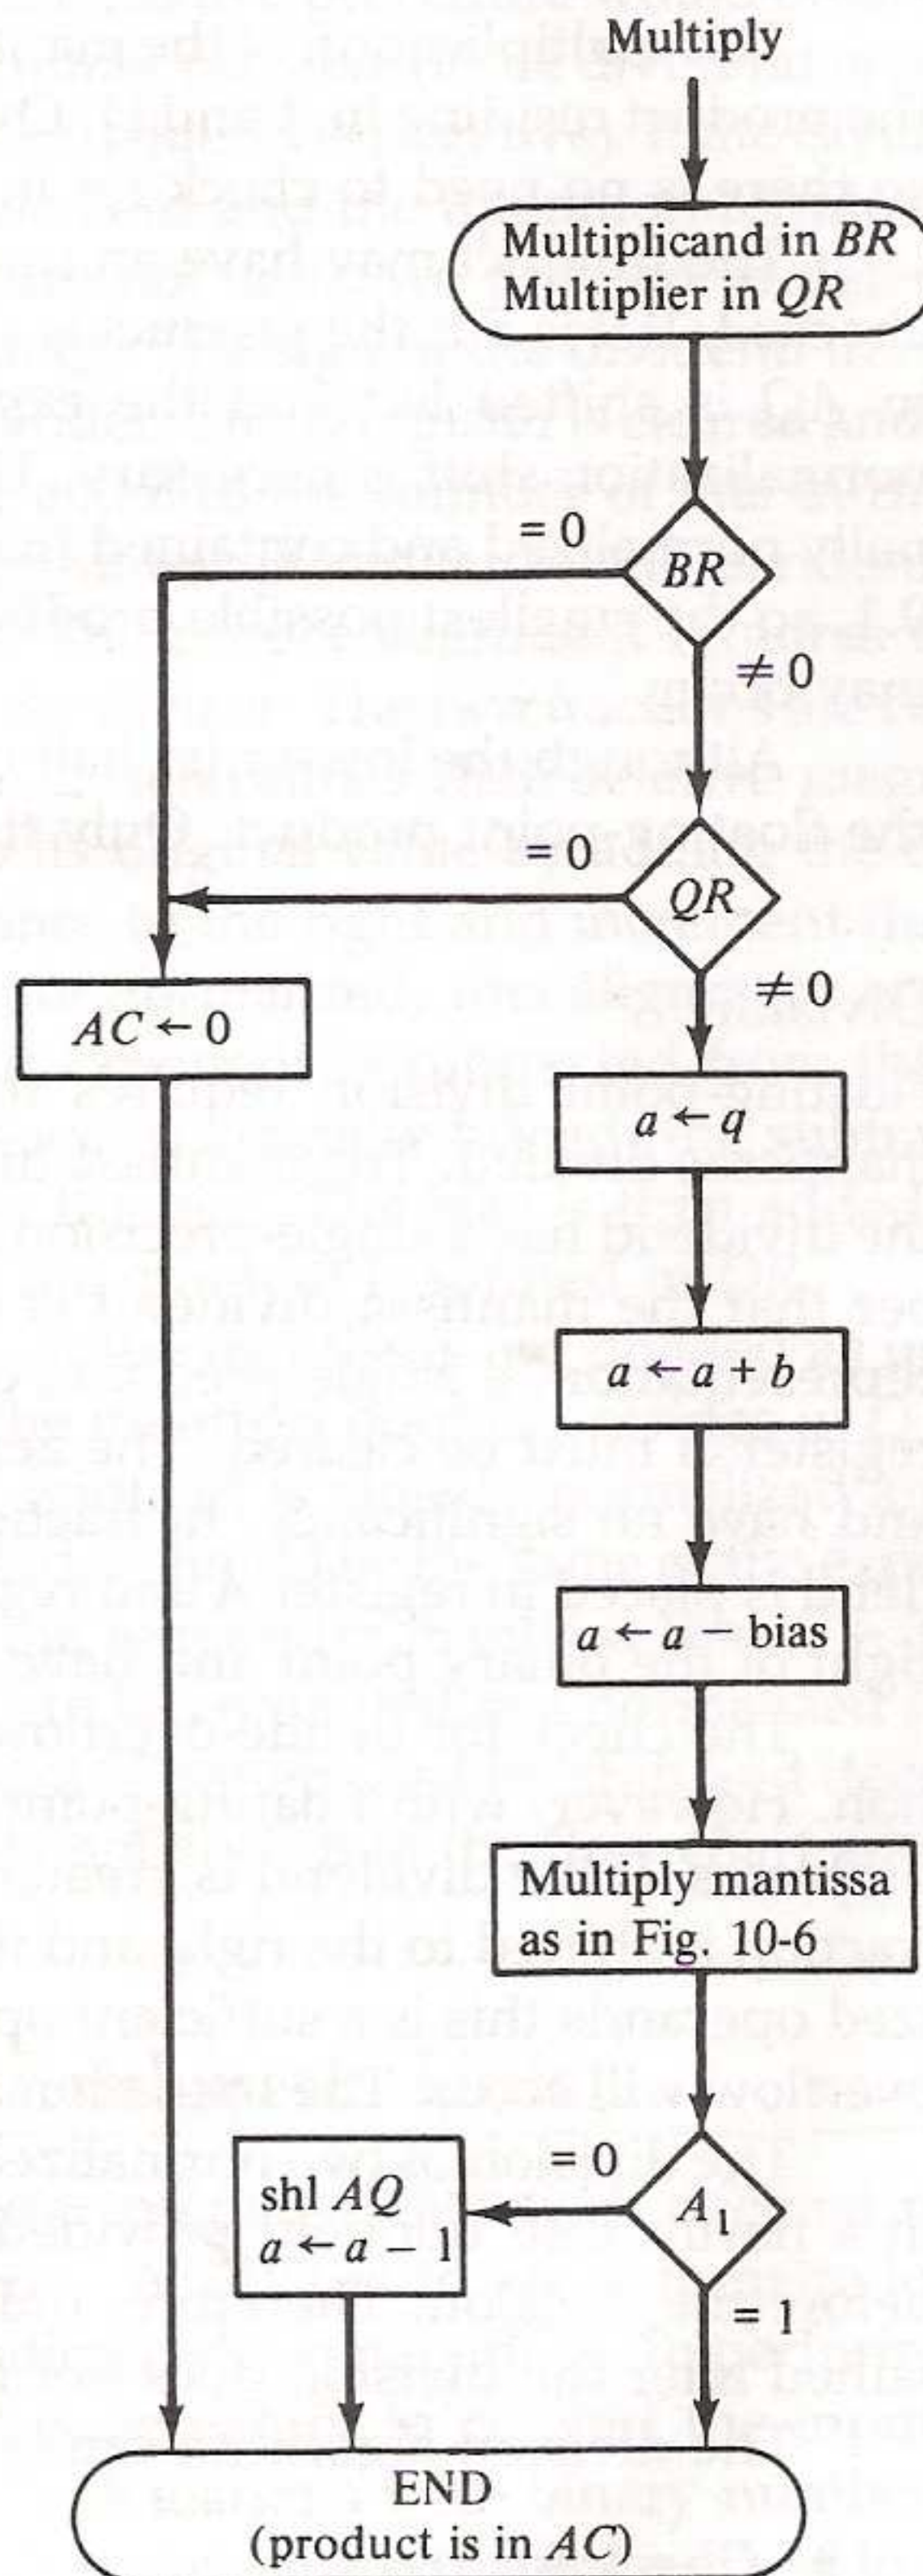 Multiply
Multiplicand in BR
Multiplier in QR
= 0
BR
≠ 0
= 0
QR
≠ 0
AC ← 0
a ← q
a ← a + b
a ← a − bias
Multiply mantissa
as in Fig. 10-6
= 0
A₁
shl AQ
a ← a − 1
= 1
END
(product is in AC)